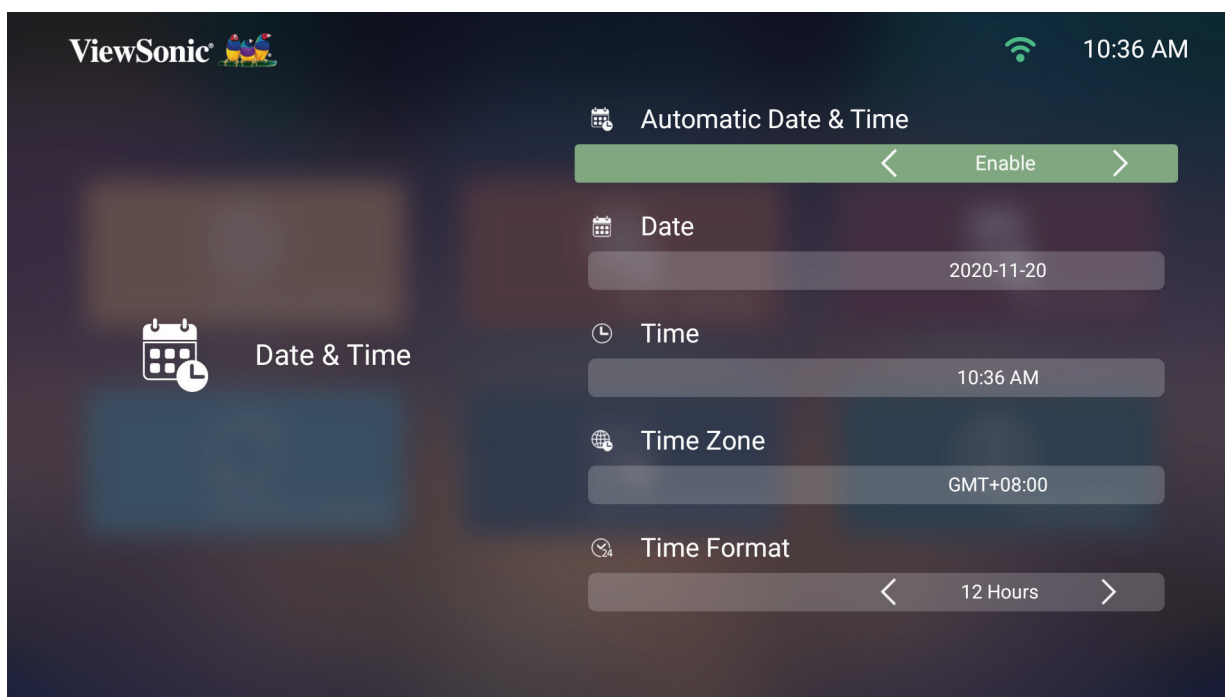 ViewSonic®
10:36 AM
Automatic Date & Time
Enable
Date
2020-11-20
Date & Time
Time
10:36 AM
Time Zone
GMT+08:00
24
Time Format
12 Hours